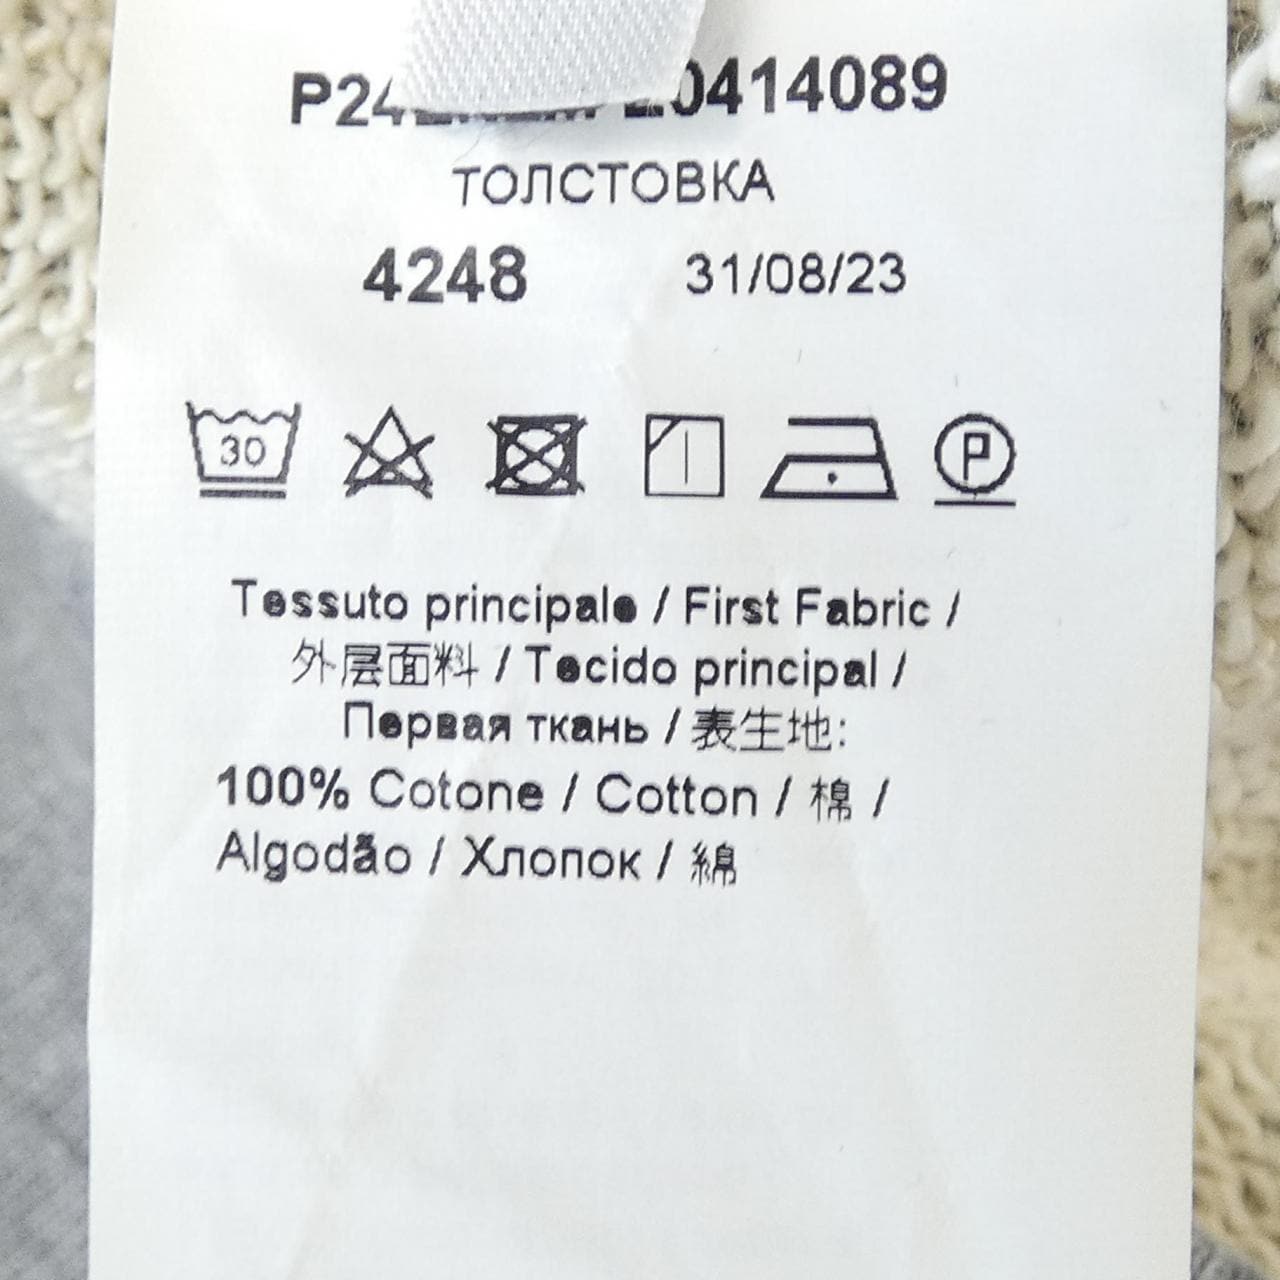 0414089
ТОЛСТОВКА
4248 31/08/23
30 P
Tessuto principale / First Fabric /
外层面料 / Tecido principal /
Первая ткань / 表生地:
100% Cotone / Cotton / 棉 /
Algodão / Хлопок / 綿